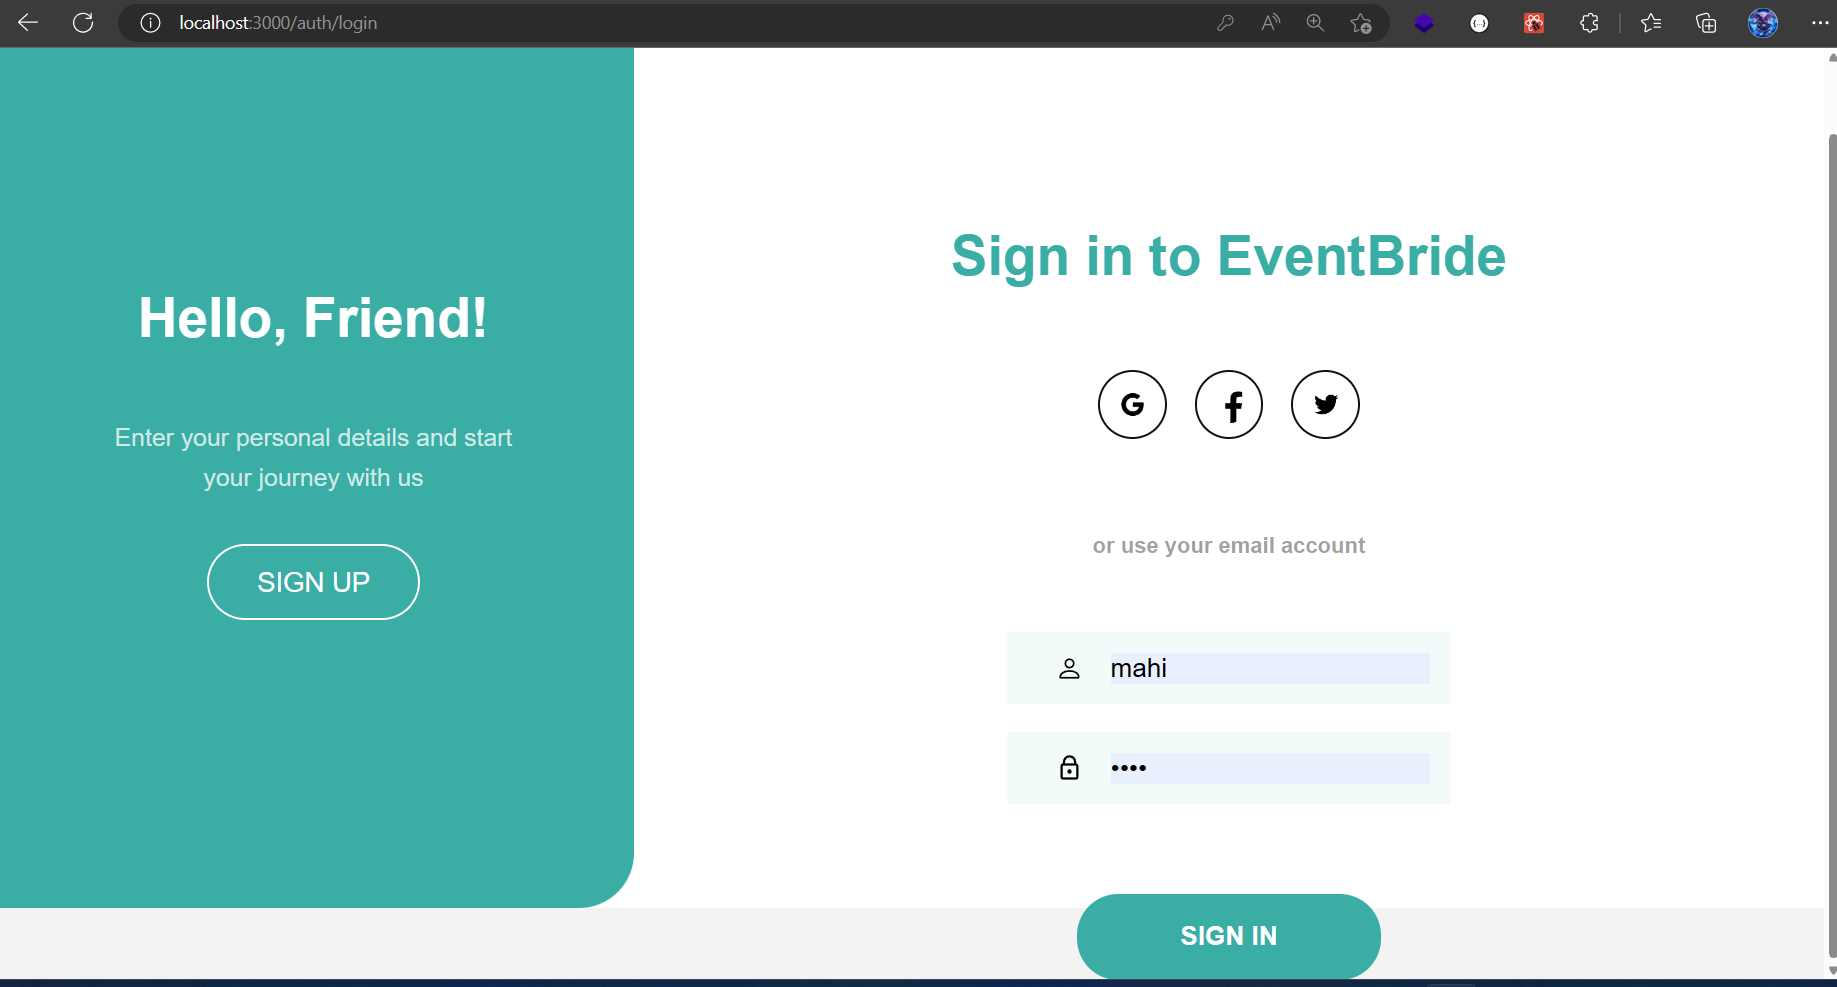 localhost:3000/auth/login
Hello, Friend!
Enter your personal details and start
your journey with us
SIGN UP
Sign in to EventBride
or use your email account
mahi
••••
SIGN IN